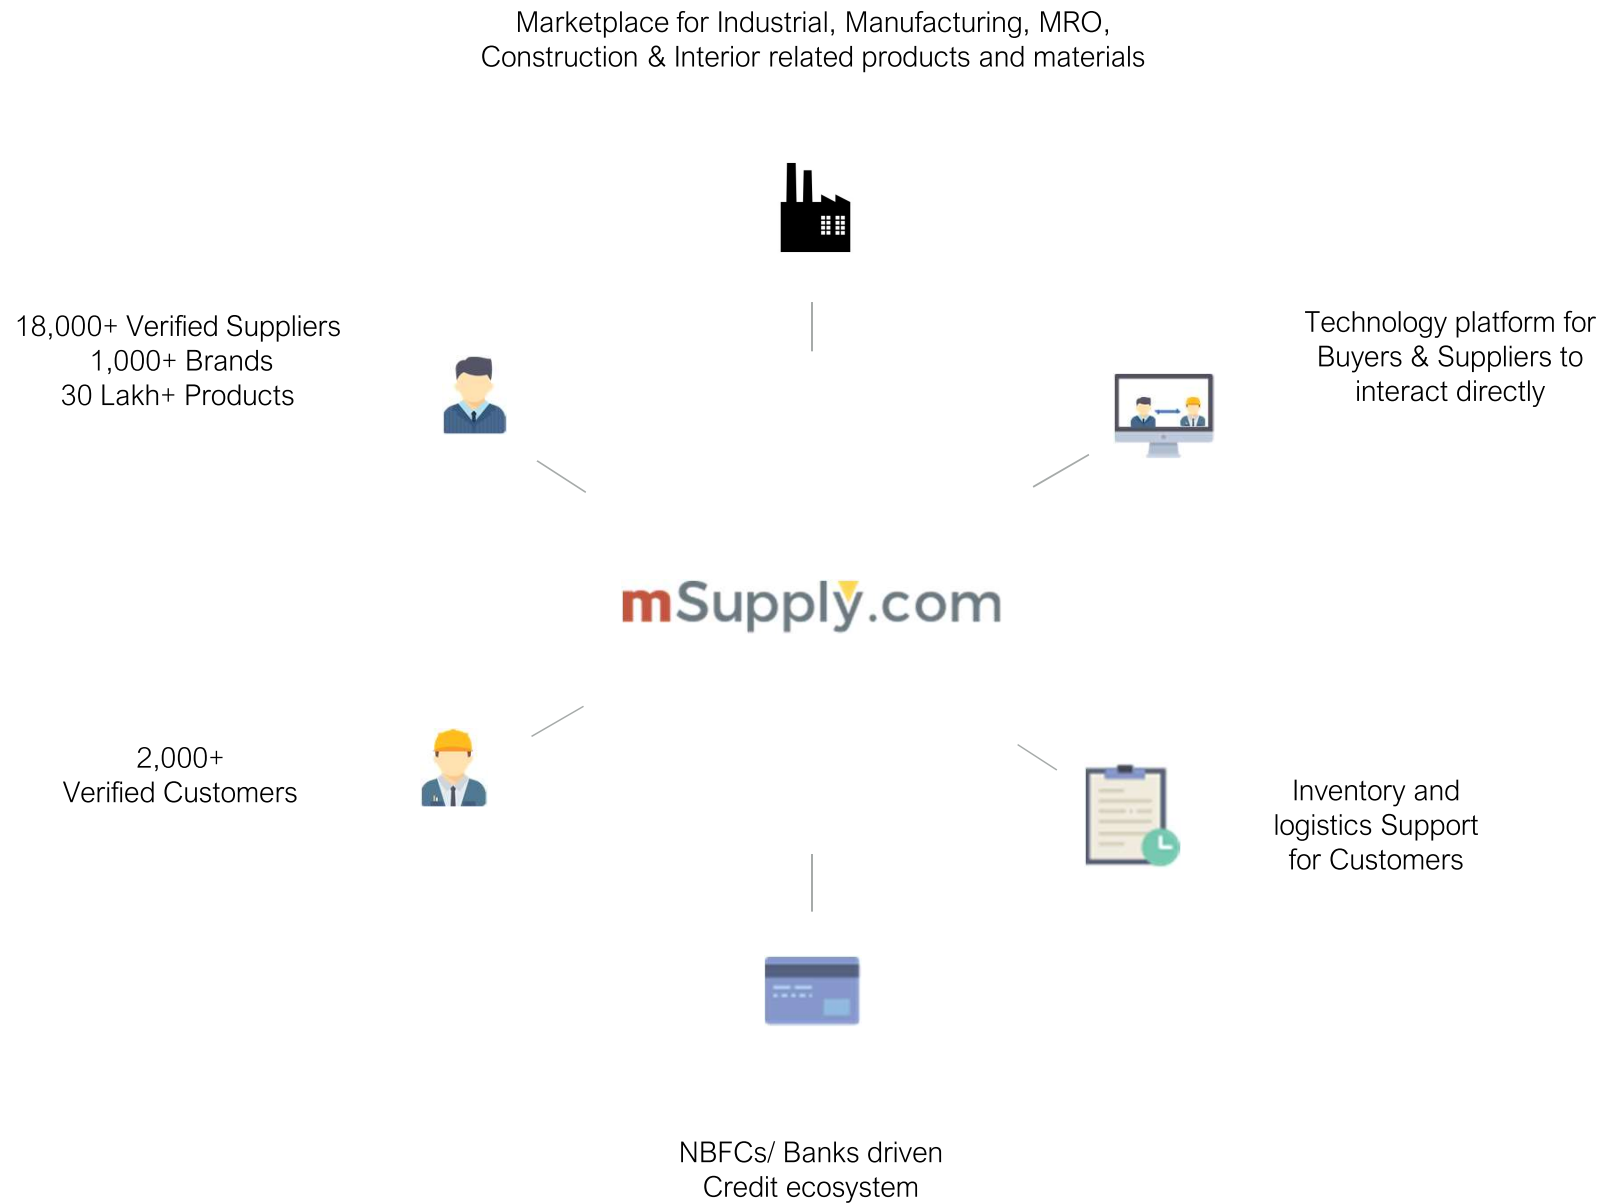 Marketplace for Industrial, Manufacturing, MRO,
Construction & Interior related products and materials
18,000+ Verified Suppliers
1,000+ Brands
30 Lakh+ Products
Technology platform for
Buyers & Suppliers to
interact directly
mSupply.com
2,000+
Verified Customers
Inventory and
logistics Support
for Customers
NBFCs/ Banks driven
Credit ecosystem